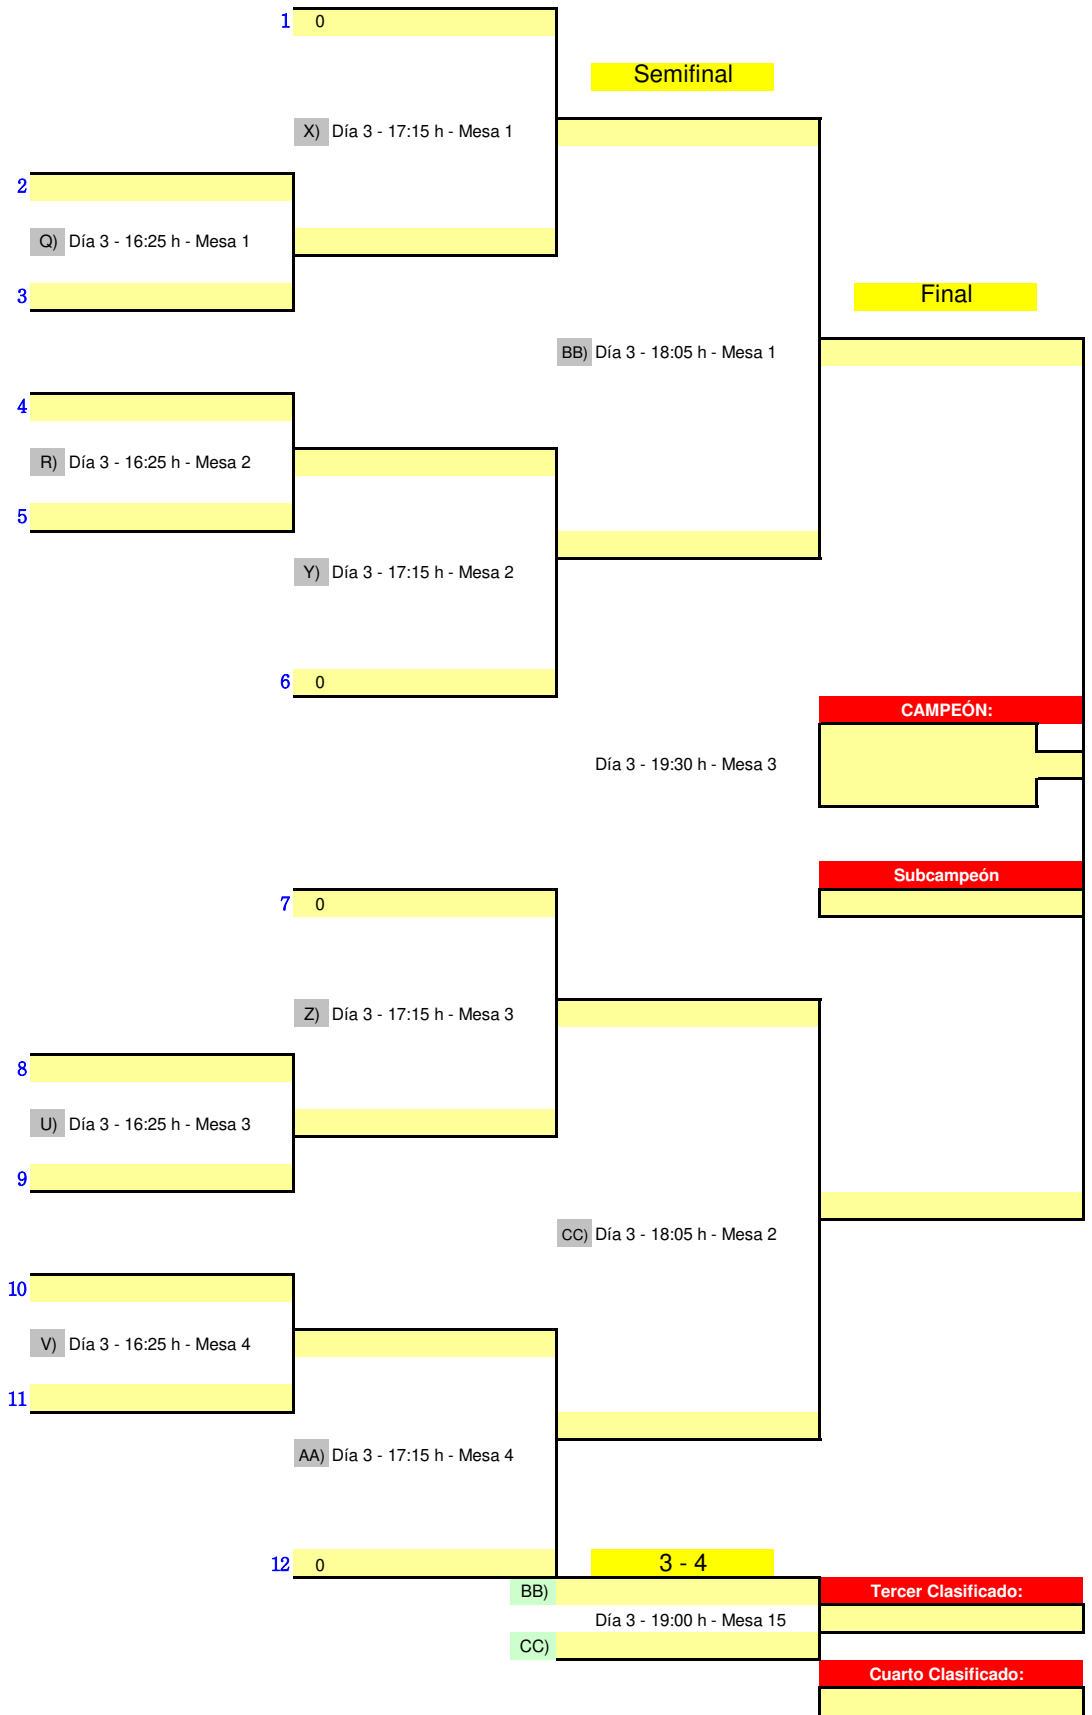 1 0
Semifinal
X) Día 3 - 17:15 h - Mesa 1
2
Q) Día 3 - 16:25 h - Mesa 1
3
Final
BB) Día 3 - 18:05 h - Mesa 1
4
R) Día 3 - 16:25 h - Mesa 2
5
Y) Día 3 - 17:15 h - Mesa 2
6 0
CAMPEÓN:
Día 3 - 19:30 h - Mesa 3
Subcampeón
7 0
Z) Día 3 - 17:15 h - Mesa 3
8
U) Día 3 - 16:25 h - Mesa 3
9
CC) Día 3 - 18:05 h - Mesa 2
10
V) Día 3 - 16:25 h - Mesa 4
11
AA) Día 3 - 17:15 h - Mesa 4
12 0
3 - 4
BB)
Tercer Clasificado:
Día 3 - 19:00 h - Mesa 15
CC)
Cuarto Clasificado: